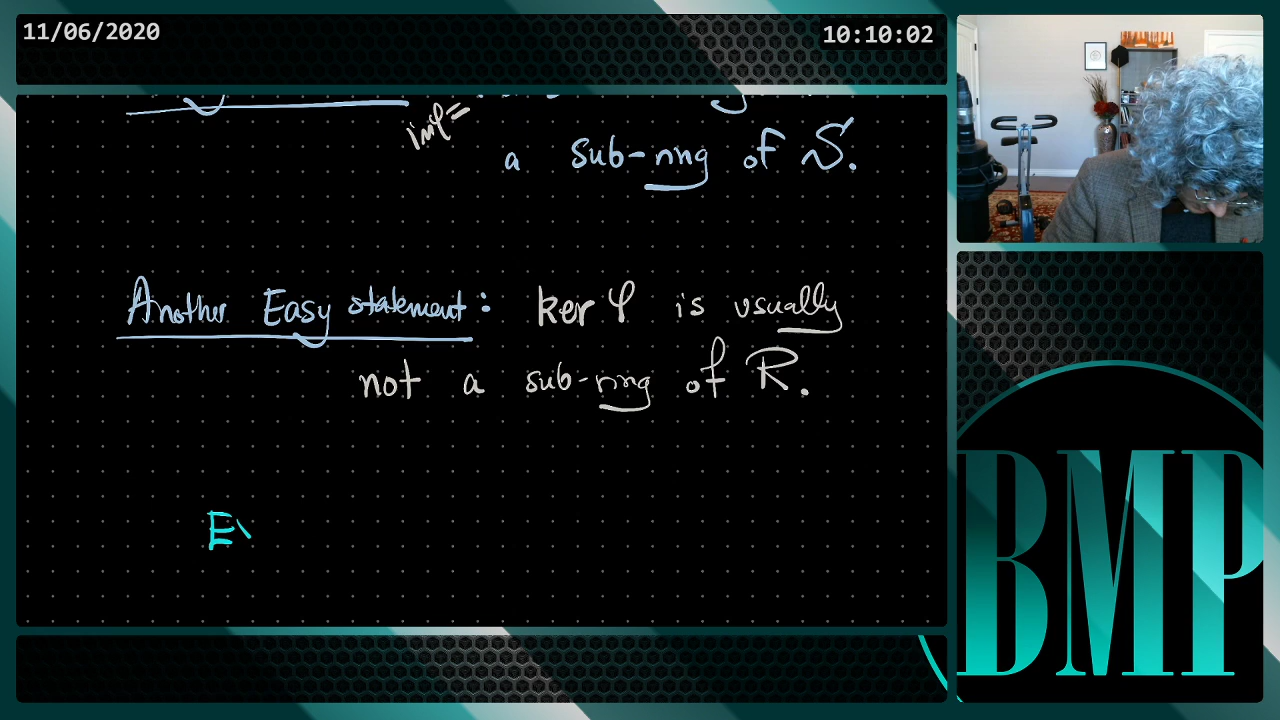 11/06/2020
10:10:02
im φ =
a sub-ring of S.
Another Easy statement: ker φ is usually
not a sub-ring of R.
BMP